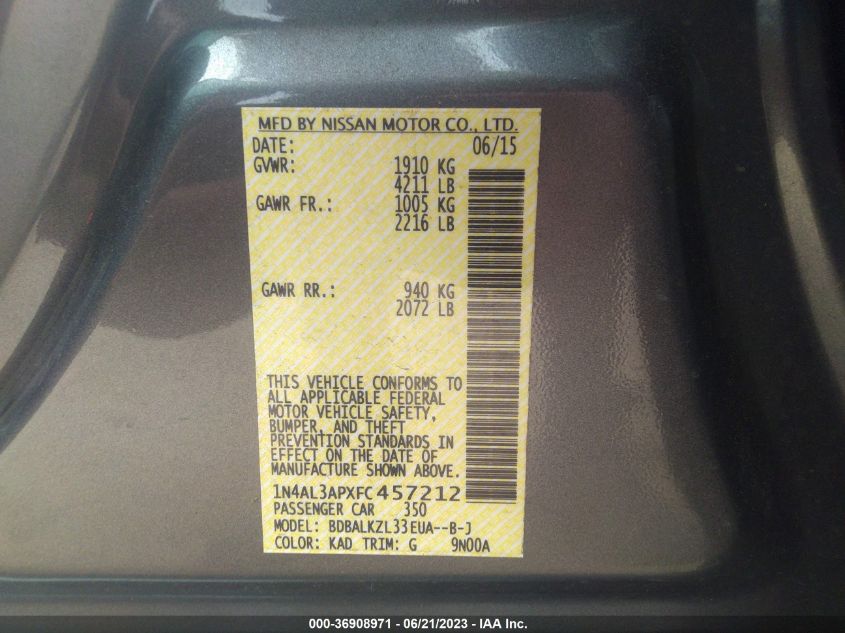 MFD BY NISSAN MOTOR CO., LTD.
DATE: 06/15
GVWR: 1910 KG
4211 LB
GAWR FR.: 1005 KG
2216 LB
GAWR RR.: 940 KG
2072 LB
THIS VEHICLE CONFORMS TO
ALL APPLICABLE FEDERAL
MOTOR VEHICLE SAFETY,
BUMPER, AND THEFT
PREVENTION STANDARDS IN
EFFECT ON THE DATE OF
MANUFACTURE SHOWN ABOVE.
1N4AL3APXFC457212
PASSENGER CAR 350
MODEL: BDBALKZL33EUA--B-J
COLOR: KAD TRIM: G 9N00A
000-36908971 - 06/21/2023 - IAA Inc.